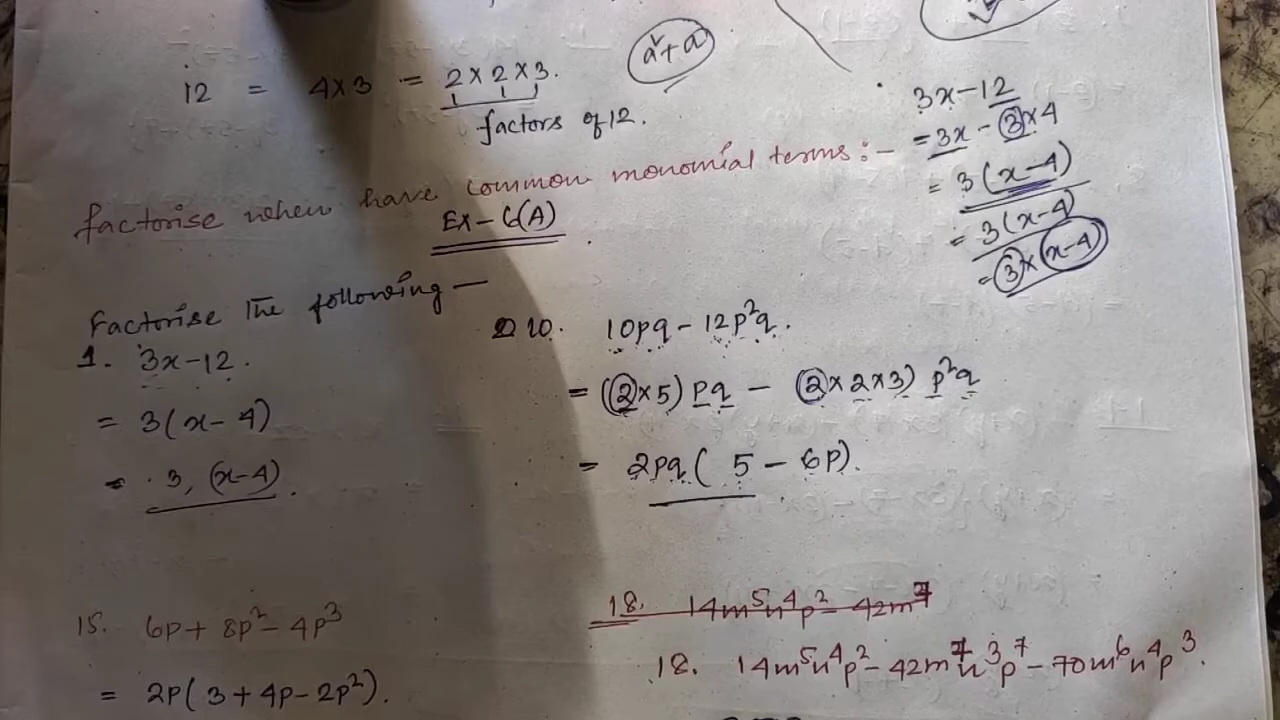 12 = 4×3 = 2×2×3.
factors of 12.
a²+a
3x-12
= 3x - 3×4
= 3(x-4)
= 3(x-4)
= 3×(x-4)
factorise when have common monomial terms:-
Ex-6(A)
Factorise the following—
1. 3x-12.
= 3(x-4)
= 3, (x-4).
10. 10pq - 12p²q.
= (2×5) pq - (2×2×3) p²q
= 2pq( 5 - 6p).
15. 6p + 8p² - 4p³
= 2p( 3 + 4p - 2p²).
18. 14m⁵n⁴p² - 42m⁷
18. 14m⁵n⁴p² - 42m⁷n³p⁷ - 70m⁶n⁴p³.